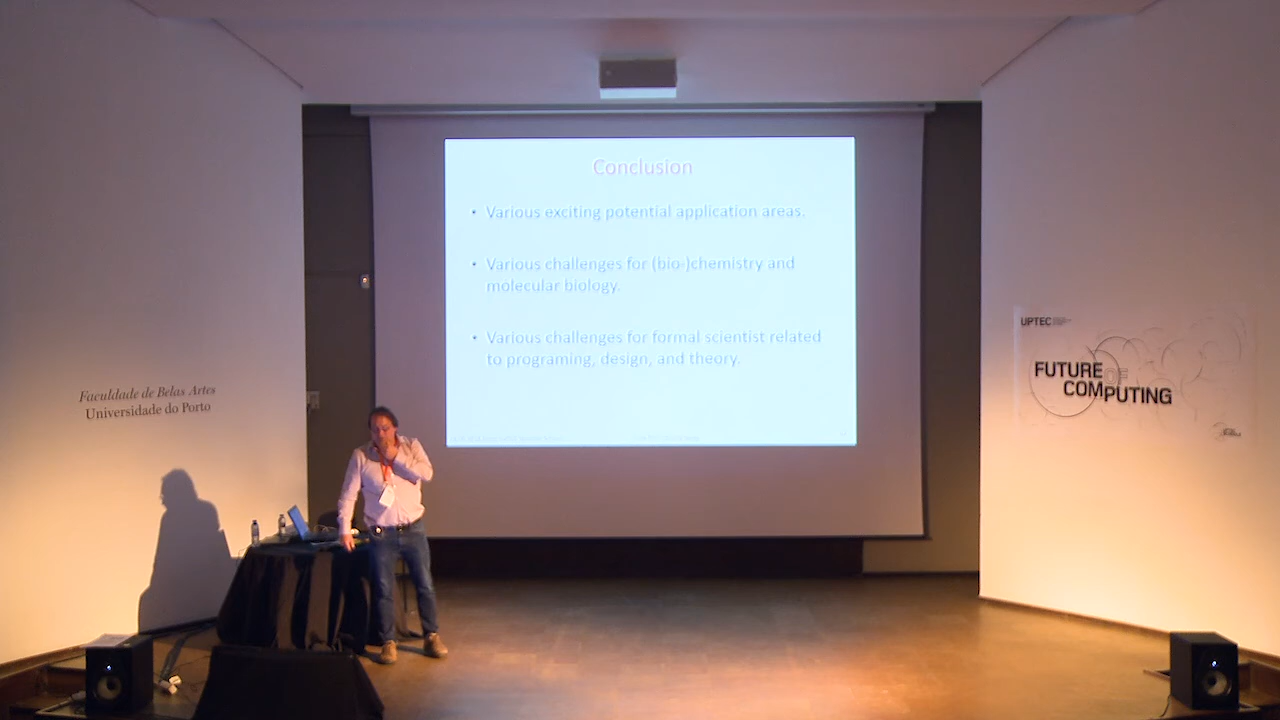 Conclusion
• Various exciting potential application areas.
• Various challenges for (bio-)chemistry and
molecular biology.
• Various challenges for formal scientist related
to programing, design, and theory.
Faculdade de Belas Artes
Universidade do Porto
UPTEC
FUTURE OF
COMPUTING